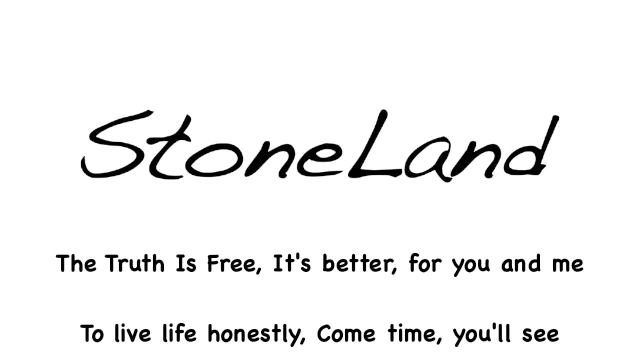 StoneLand
The Truth Is Free, It's better, for you and me
To live life honestly, Come time, you'll see